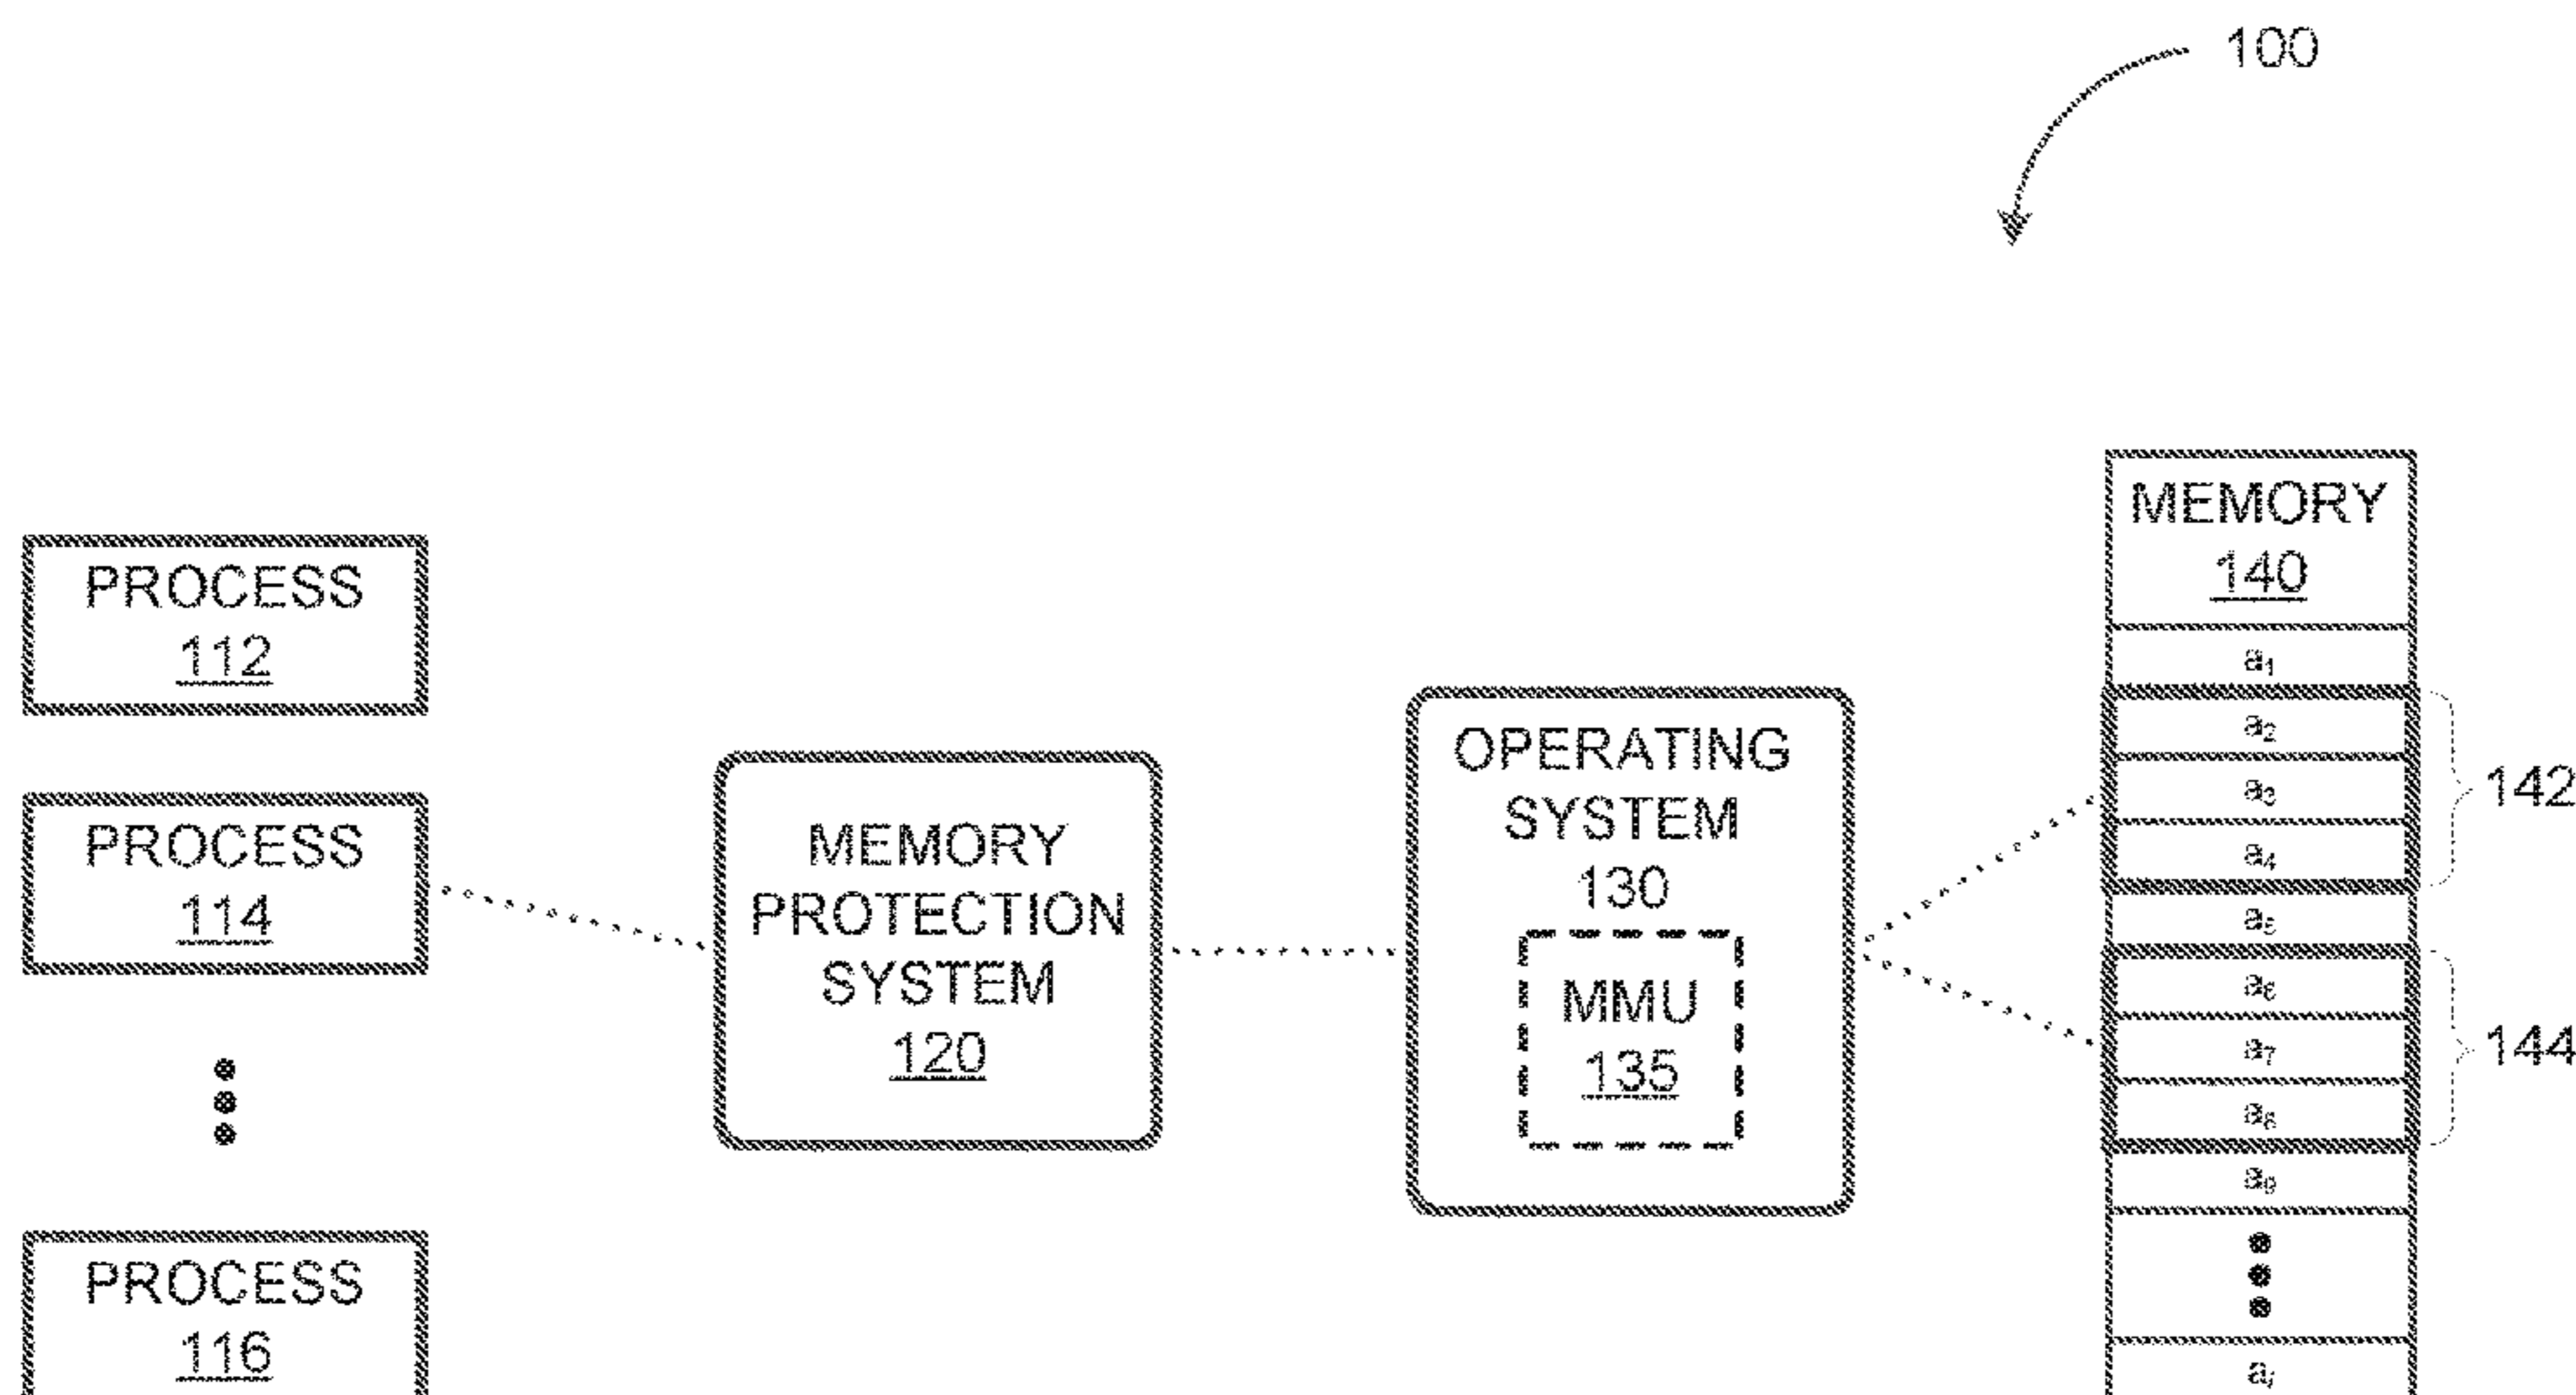 100
PROCESS
112
PROCESS
114
PROCESS
116
MEMORY
PROTECTION
SYSTEM
120
OPERATING
SYSTEM
130
MMU
135
MEMORY
140
a₁
a₂
a₃
a₄
a₅
a₆
a₇
a₈
a₉
aᵢ
142
144